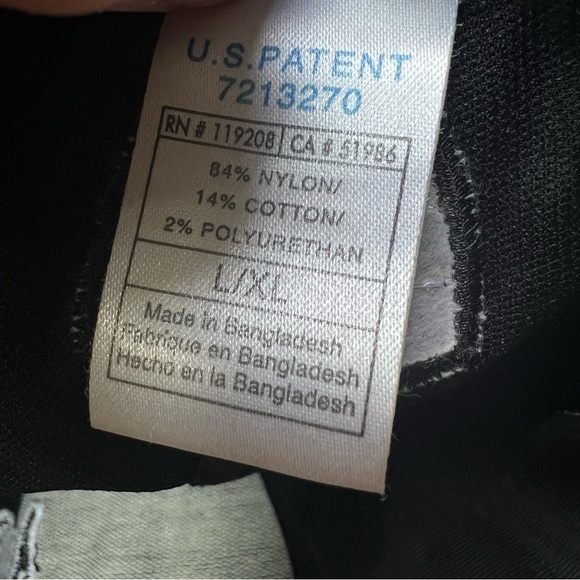 U.S. PATENT
7213270
RN # 119208 CA # 51986
84% NYLON/
14% COTTON/
2% POLYURETHAN
L/XL
Made in Bangladesh
Fabrique en Bangladesh
Hecho en la Bangladesh